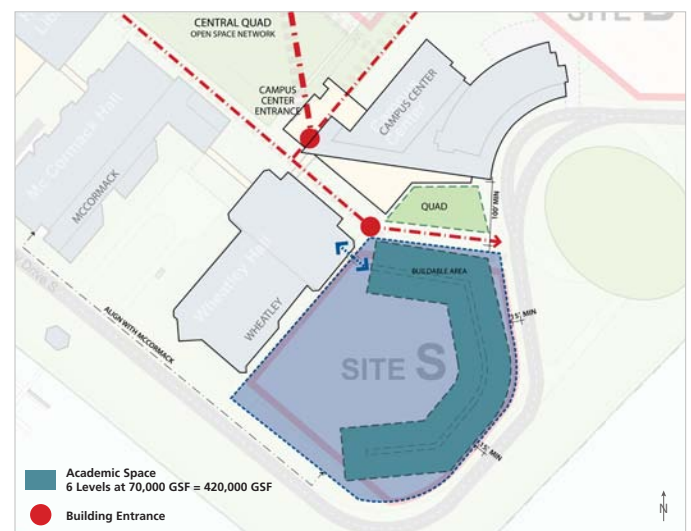 SITE B
CENTRAL QUAD
OPEN SPACE NETWORK
CAMPUS
CENTER
ENTRANCE
CAMPUS CENTER
McCormack Hall
MCCORMACK
QUAD
100' MIN
BUILDABLE AREA
Wheatley Hall
WHEATLEY
15' MIN
ALIGN WITH MCCORMACK
SITE S
15' MIN
Academic Space
6 Levels at 70,000 GSF = 420,000 GSF
Building Entrance
N